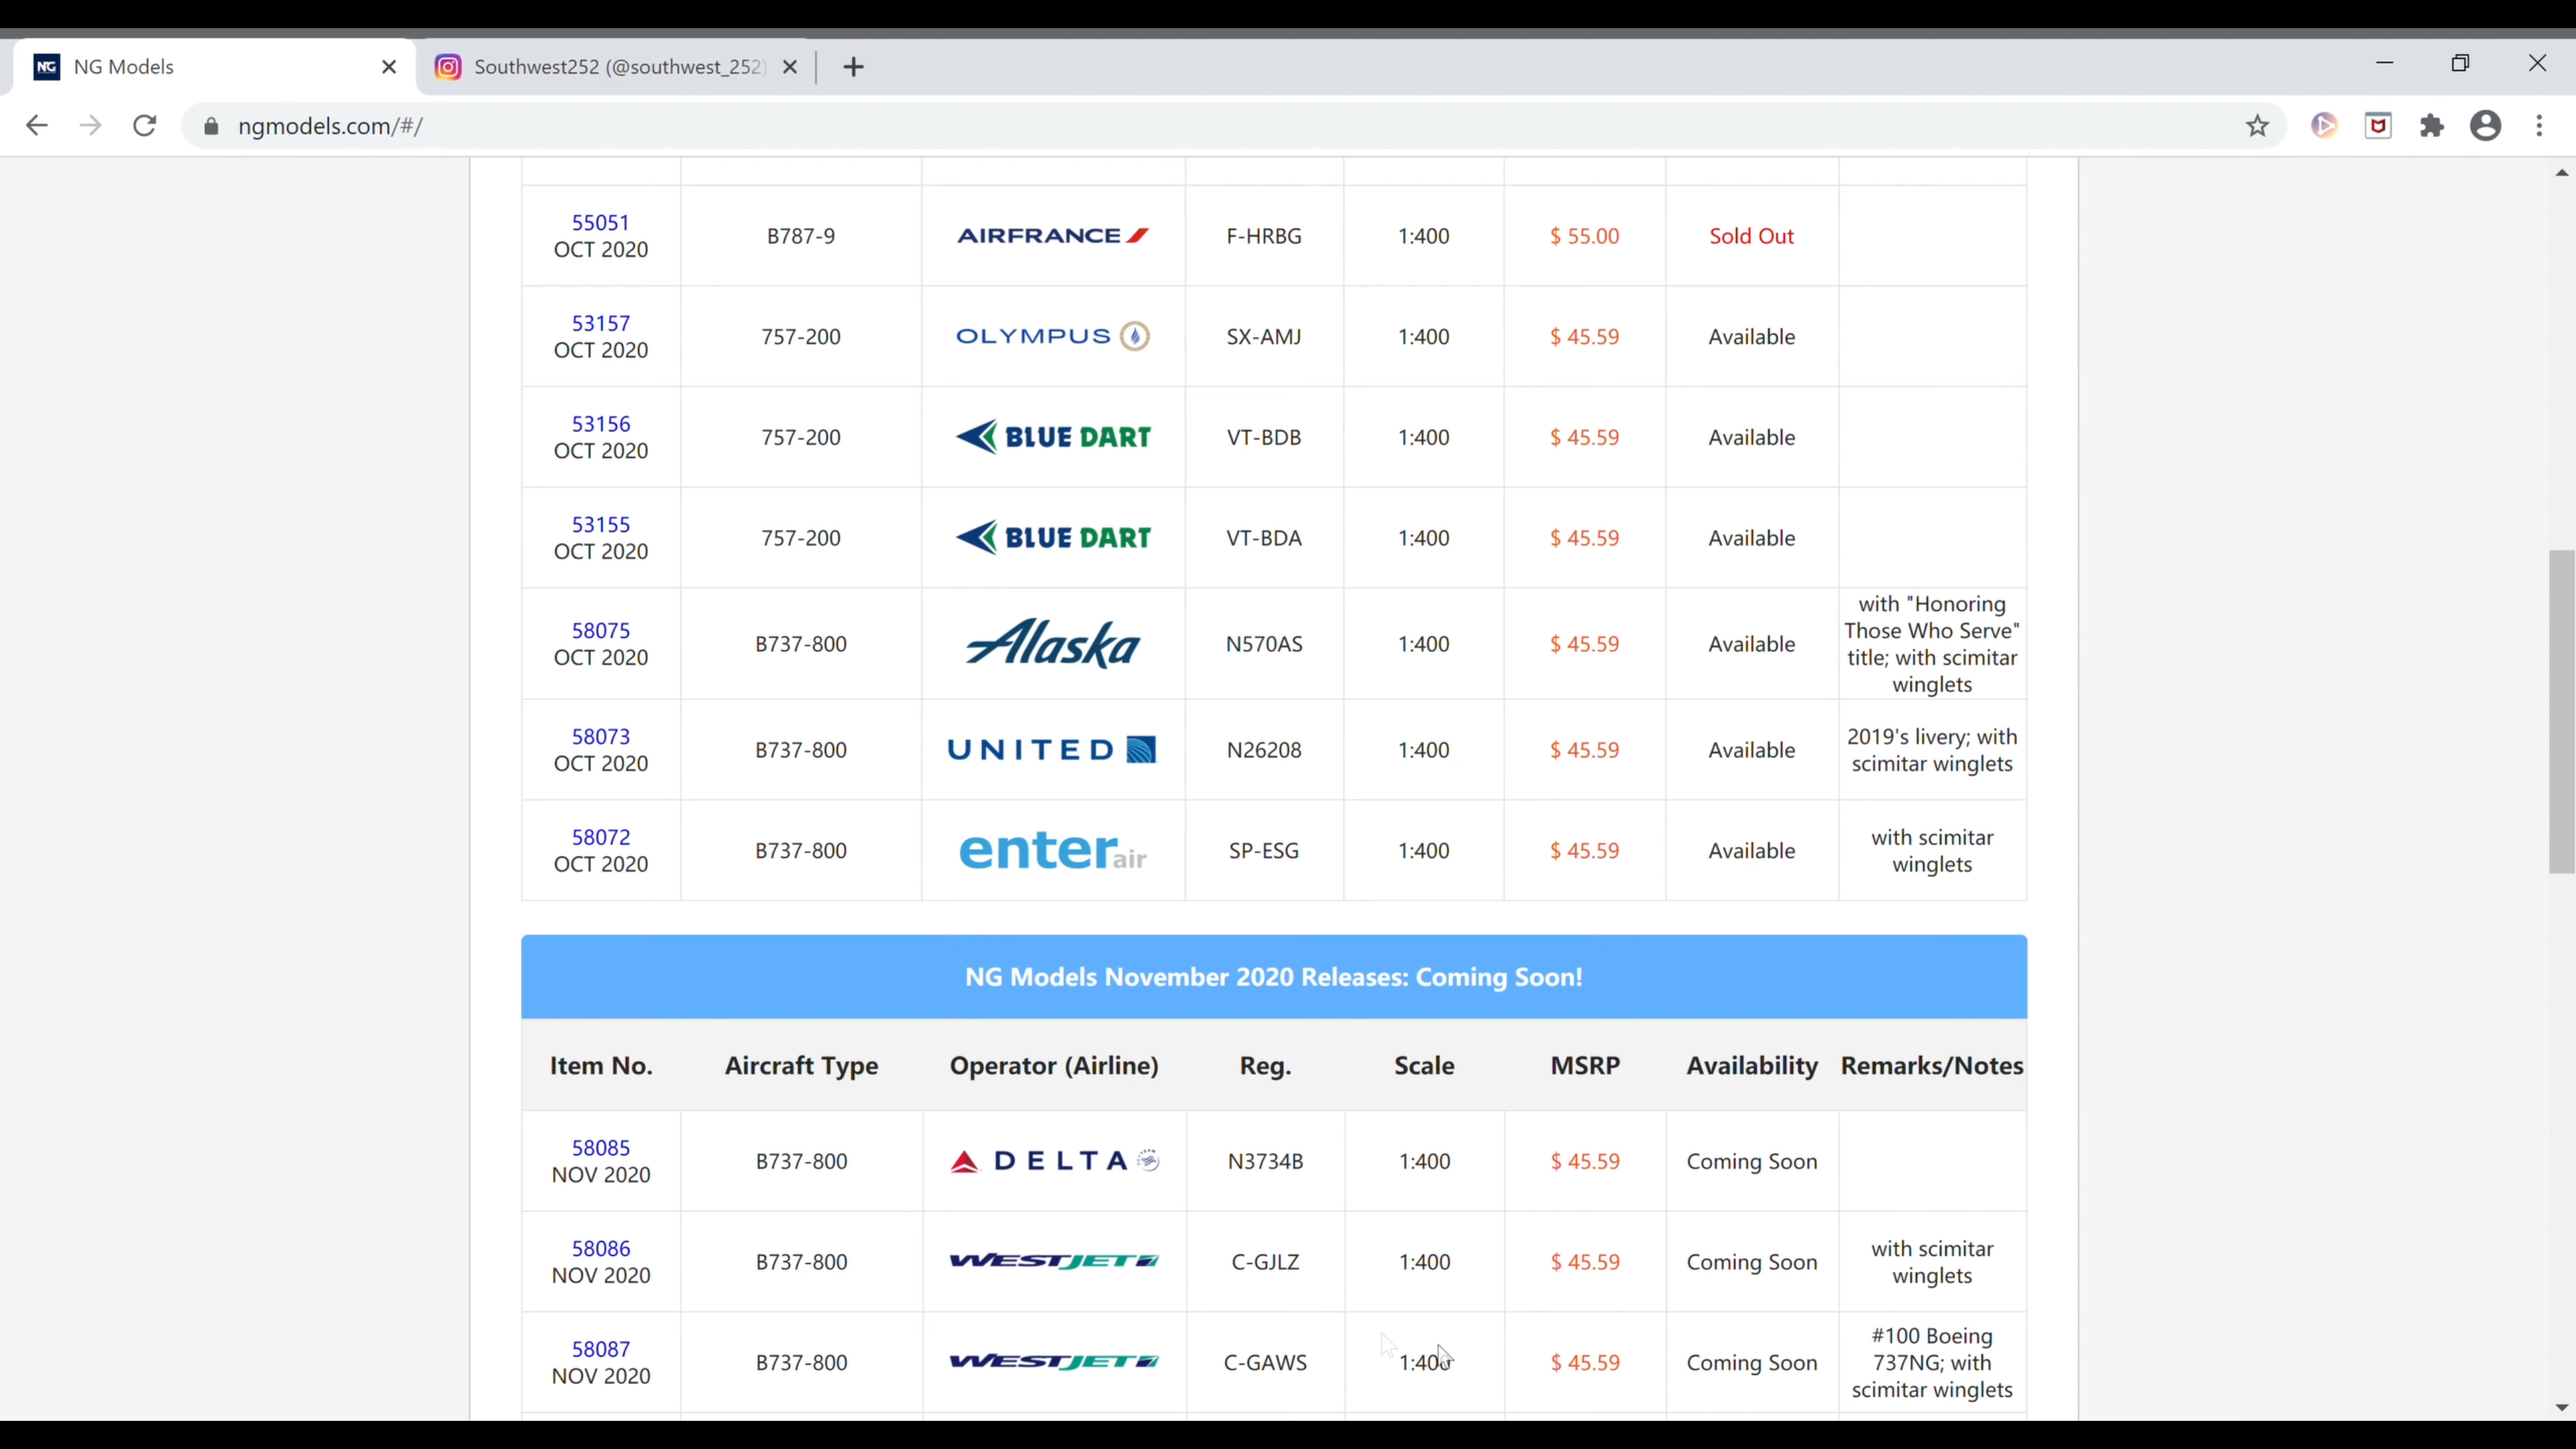 NG Models
Southwest252 (@southwest_252)
ngmodels.com/#/
55051
OCT 2020
B787-9
AIRFRANCE
F-HRBG
1:400
$ 55.00
Sold Out
53157
OCT 2020
757-200
OLYMPUS
SX-AMJ
1:400
$ 45.59
Available
53156
OCT 2020
757-200
BLUE DART
VT-BDB
1:400
$ 45.59
Available
53155
OCT 2020
757-200
BLUE DART
VT-BDA
1:400
$ 45.59
Available
58075
OCT 2020
B737-800
Alaska
N570AS
1:400
$ 45.59
Available
with "Honoring
Those Who Serve"
title; with scimitar
winglets
58073
OCT 2020
B737-800
UNITED
N26208
1:400
$ 45.59
Available
2019's livery; with
scimitar winglets
58072
OCT 2020
B737-800
enter air
SP-ESG
1:400
$ 45.59
Available
with scimitar
winglets
NG Models November 2020 Releases: Coming Soon!
Item No. Aircraft Type Operator (Airline) Reg. Scale MSRP Availability Remarks/Notes
58085
NOV 2020
B737-800
DELTA
N3734B
1:400
$ 45.59
Coming Soon
58086
NOV 2020
B737-800
WESTJET
C-GJLZ
1:400
$ 45.59
Coming Soon
with scimitar
winglets
58087
NOV 2020
B737-800
WESTJET
C-GAWS
1:400
$ 45.59
Coming Soon
#100 Boeing
737NG; with
scimitar winglets